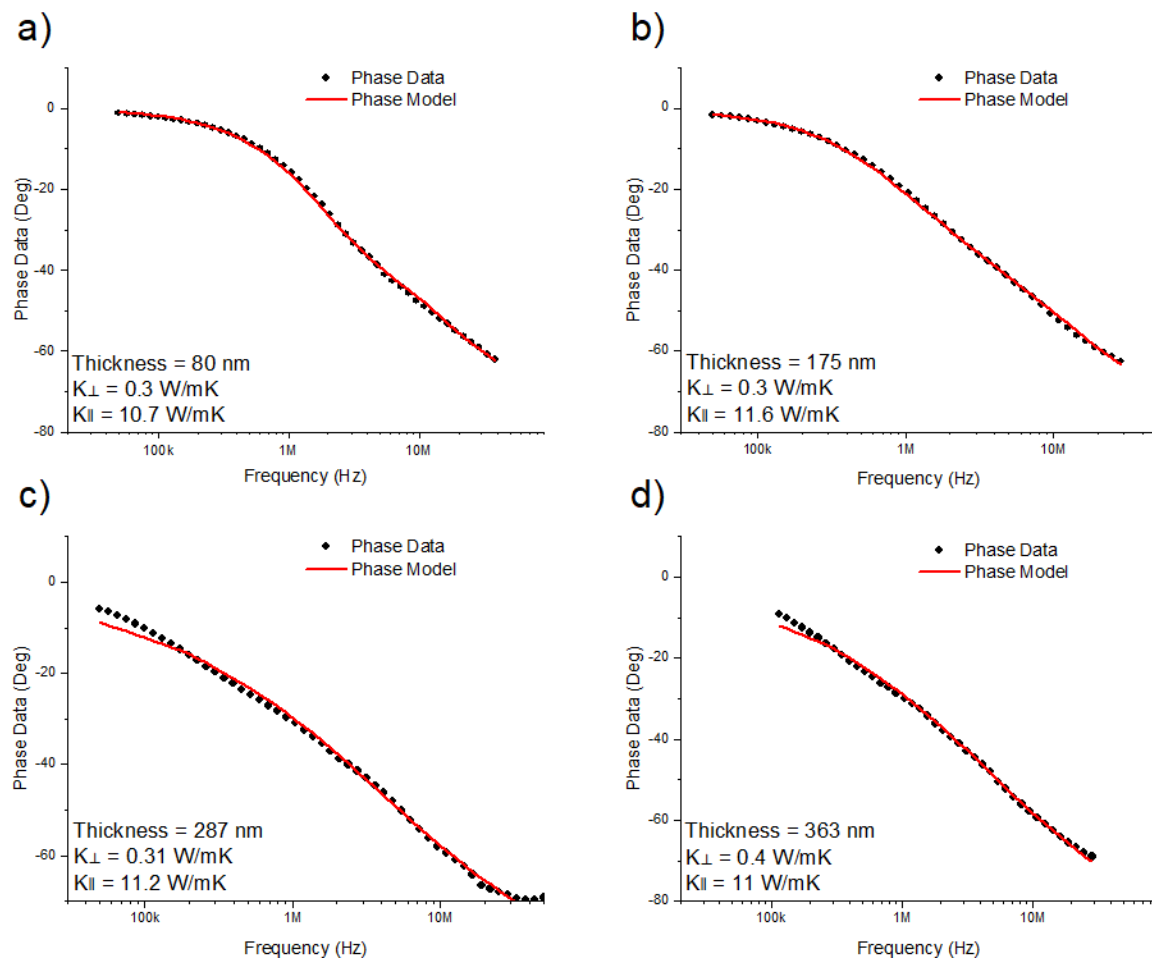 a)
Phase Data
Phase Model
0
-20
-40
-60
-80
Phase Data (Deg)
Thickness = 80 nm
K⊥ = 0.3 W/mK
K∥ = 10.7 W/mK
100k
1M
10M
Frequency (Hz)
b)
Phase Data
Phase Model
0
-20
-40
-60
-80
Phase Data (Deg)
Thickness = 175 nm
K⊥ = 0.3 W/mK
K∥ = 11.6 W/mK
100k
1M
10M
Frequency (Hz)
c)
Phase Data
Phase Model
0
-20
-40
-60
Phase Data (Deg)
Thickness = 287 nm
K⊥ = 0.31 W/mK
K∥ = 11.2 W/mK
100k
1M
10M
Frequency (Hz)
d)
Phase Data
Phase Model
0
-20
-40
-60
-80
Phase Data (Deg)
Thickness = 363 nm
K⊥ = 0.4 W/mK
K∥ = 11 W/mK
100k
1M
10M
Frequency (Hz)